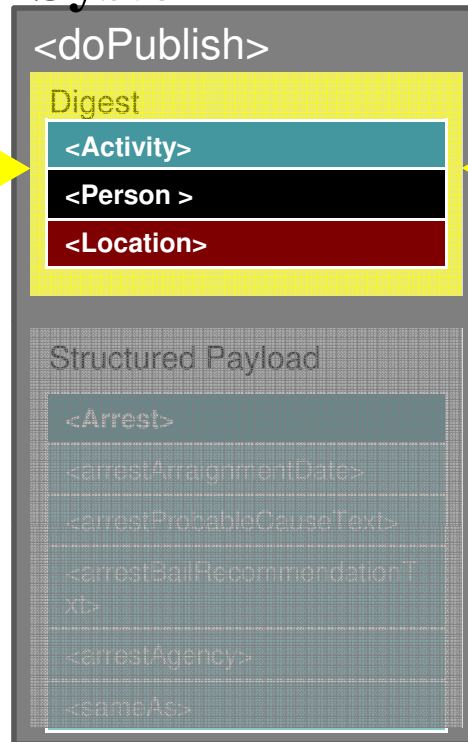 <doPublish>
Digest
<Activity>
<Person >
<Location>
Structured Payload
<Arrest>
<arrestArraignmentDate>
<arrestProbableCauseText>
<arrestBailRecommendationT
xt>
<arrestAgency>
<sameAs>